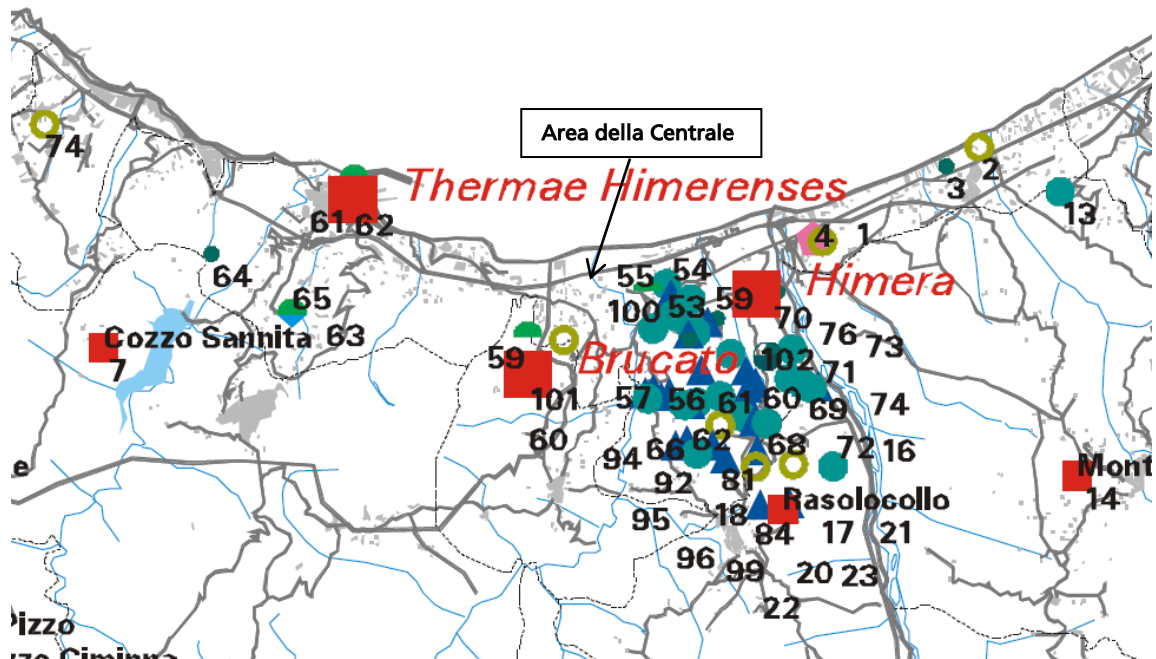 Area della Centrale
74
2
3
13
Thermae Himerenses
61 62
4 1
64
55 54
Himera
65
100 53 59
70
Cozzo Sannita 63
76 73
7
59
Brucato 102
71
101
57 56 61 60
69 74
60
94 66 62 68 72 16
e
Mont
92 81
14
Rasolocollo
95 18
84 17 21
96 99 20 23
22
Pizzo
zzo Ciminna